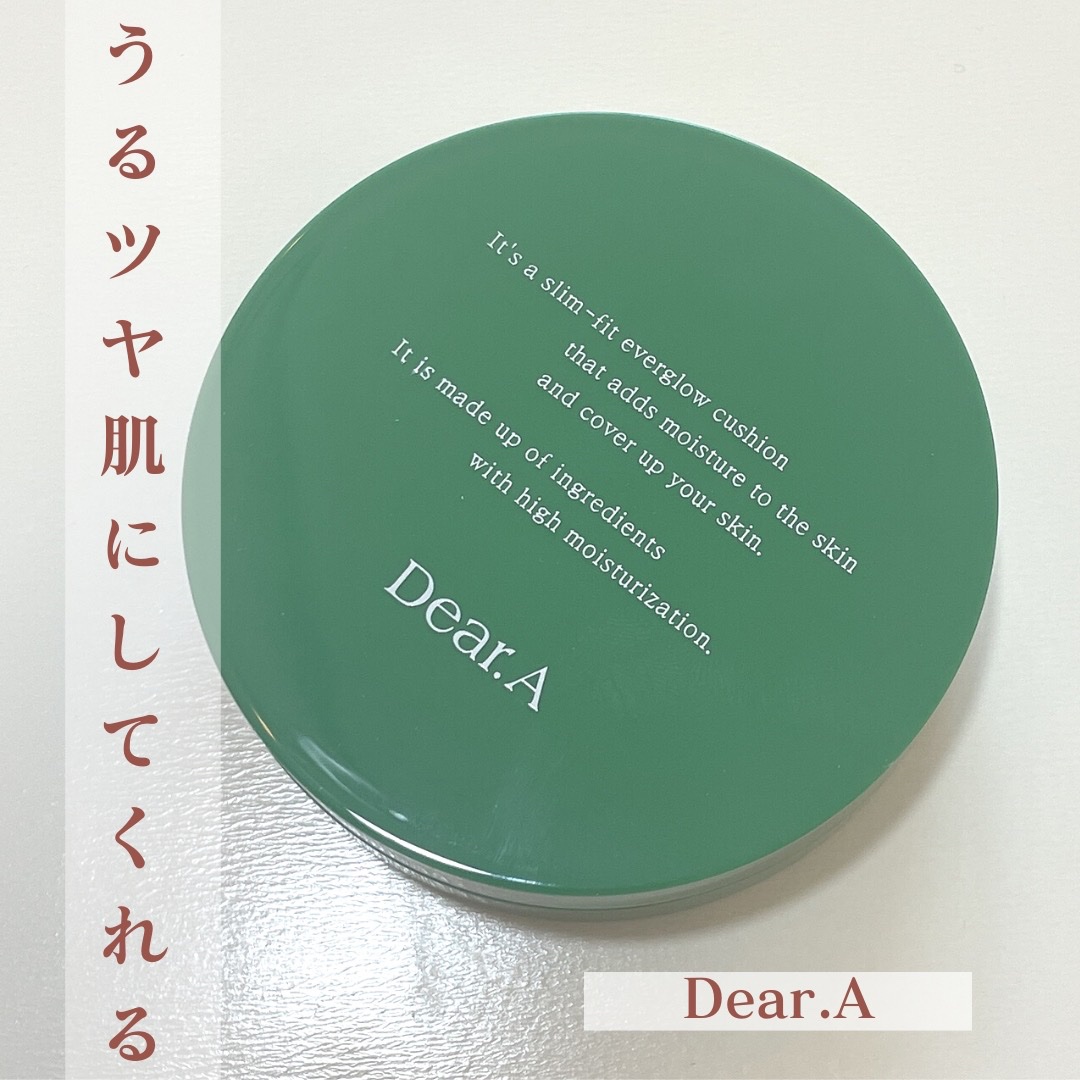 うるツヤ肌にしてくれる
It's a slim-fit everglow cushion
that adds moisture to the skin
and cover up your skin.
It is made up of ingredients
with high moisturization.
Dear.A
Dear.A